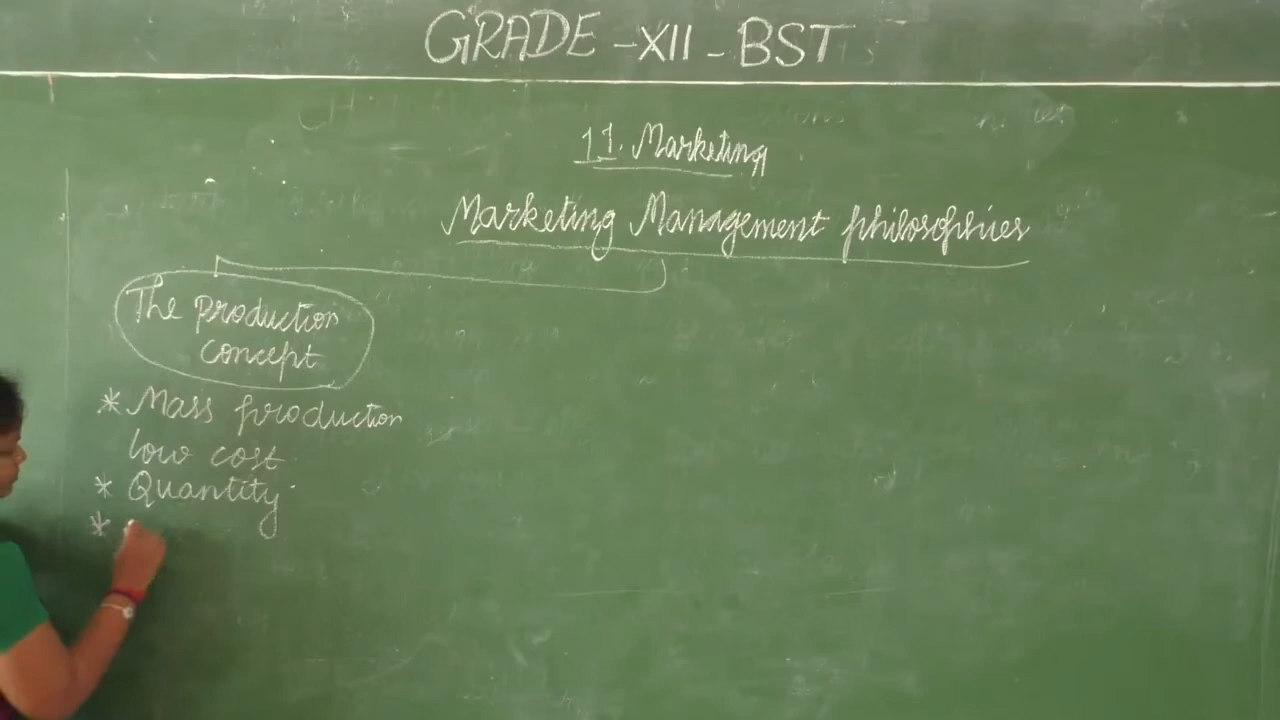 GRADE - XII - BST
11. Marketing
Marketing Management philosophies
The production
concept
* Mass production
low cost
* Quantity
*